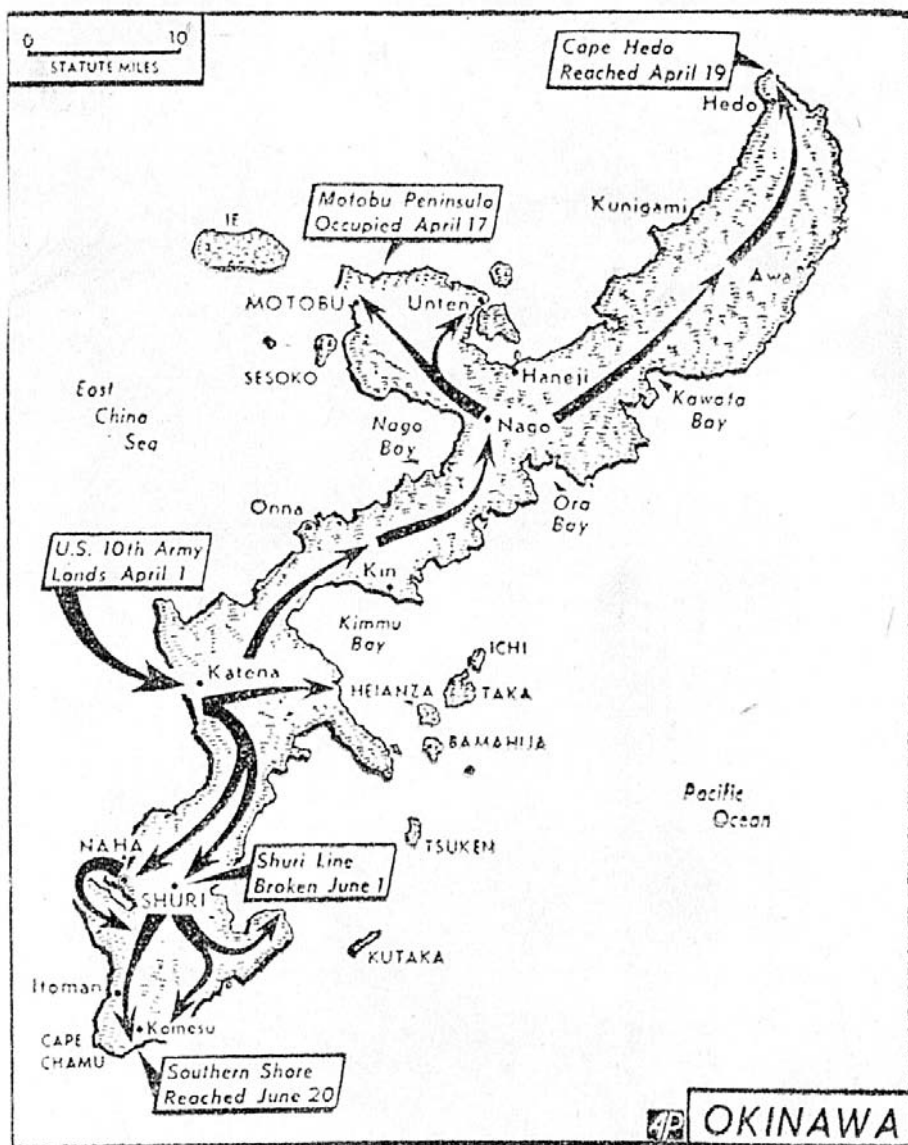 0 10
STATUTE MILES
Cape Hedo
Reached April 19
Hedo
Motobu Peninsula
Occupied April 17
Kunigami
IE
Awa
MOTOBU
Unten
SESOKO
Haneji
Kawata
Bay
East
China
Sea
Nago
Bay
Nago
Onna
Ora
Bay
U.S. 10th Army
Lands April 1
Kin
Kimmu
Bay
ICHI
Katena
HEIANZA
TAKA
BAMAHIJA
Pacific
Ocean
NAHA
TSUKEM
Shuri Line
Broken June 1
SHURI
KUTAKA
Itoman
Komesu
CAPE
CHAMU
Southern Shore
Reached June 20
AP
OKINAWA